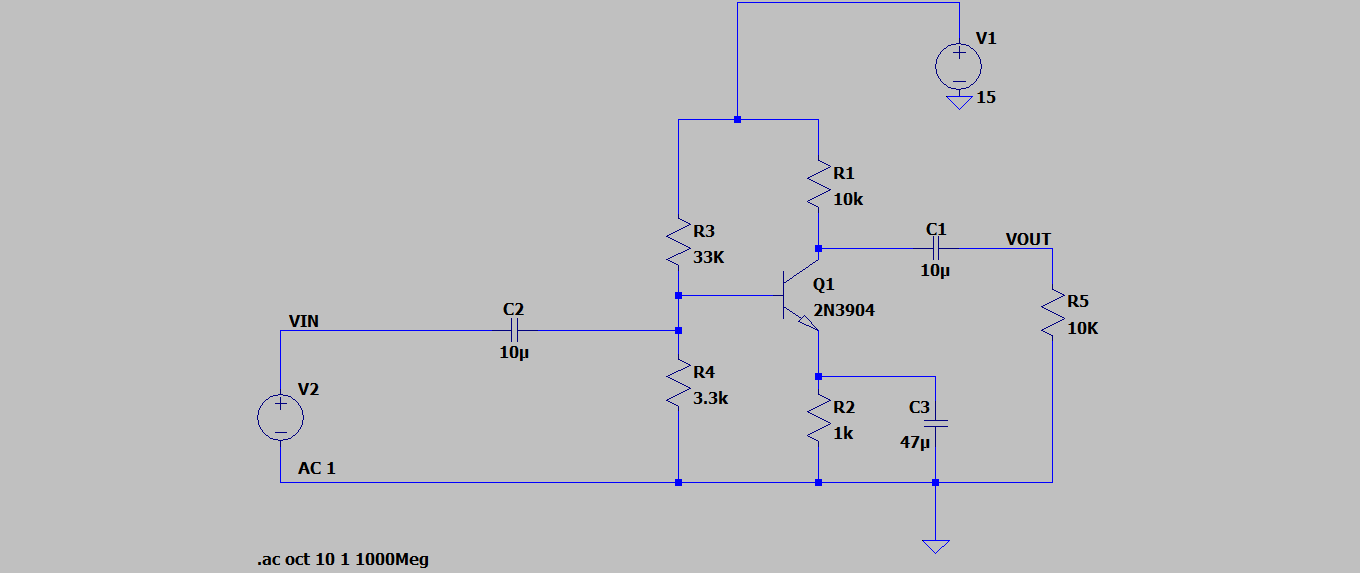 V1
15
R1
10k
R3
33K
C1
10µ
VOUT
Q1
2N3904
R5
10K
VIN
C2
10µ
V2
AC 1
R4
3.3k
R2
1k
C3
47µ
.ac oct 10 1 1000Meg